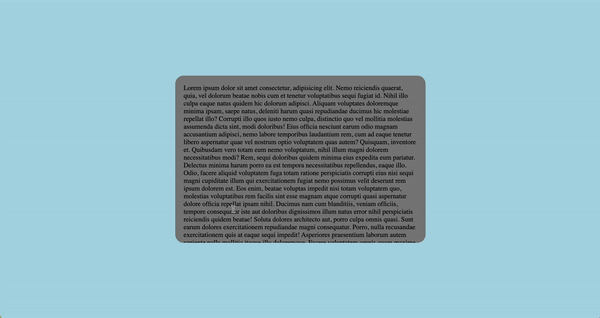 Lorem ipsum dolor sit amet consectetur, adipisicing elit. Nemo reiciendis quaerat,
quia, vel dolorum beatae nobis cum et tenetur voluptatibus sequi fugiat id. Nihil illo
culpa eaque natus quidem hic dolorum adipisci. Aliquam voluptates doloremque
minima ipsam, saepe natus, deleniti harum quasi repudiandae ducimus hic molestiae
repellat illo? Corrupti illo quos iusto nemo culpa, distinctio quo vel mollitia molestias
assumenda dicta sint, modi doloribus! Eius officia nesciunt earum odio magnam
accusantium adipisci, nemo labore temporibus laudantium rem, cum ad eaque tenetur
libero aspernatur quae vel nostrum optio voluptatum quam autem? Quisquam, inventore
et. Quibusdam vero totam eum nemo voluptatum, nihil illum magni dolorem
necessitatibus modi? Rem, sequi doloribus quidem minima eius expedita eum pariatur.
Delectus minima harum porro ea est tempora necessitatibus repellendus, eaque illo.
Odio, facere aliquid voluptatem fuga totam ratione perspiciatis corrupti eius nisi sequi
magni cupiditate illum qui exercitationem fugiat nemo possimus velit deserunt rem
ipsum dolorem est. Eos enim, beatae voluptas impedit nisi totam voluptatem quo,
molestias voluptatibus rem facilis sint esse magnam atque corrupti quasi aspernatur
dolore officia repellat ipsum nihil. Ducimus nam cum blanditiis, veniam officiis,
tempore iste aut doloribus dignissimos illum natus error nihil perspiciatis
reiciendis quidem beatae! Soluta dolores architecto aut, porro culpa omnis quasi. Sunt
earum dolores exercitationem repudiandae magni consequatur. Porro, nulla recusandae
exercitationem quis at eaque sequi impedit! Asperiores praesentium laborum autem